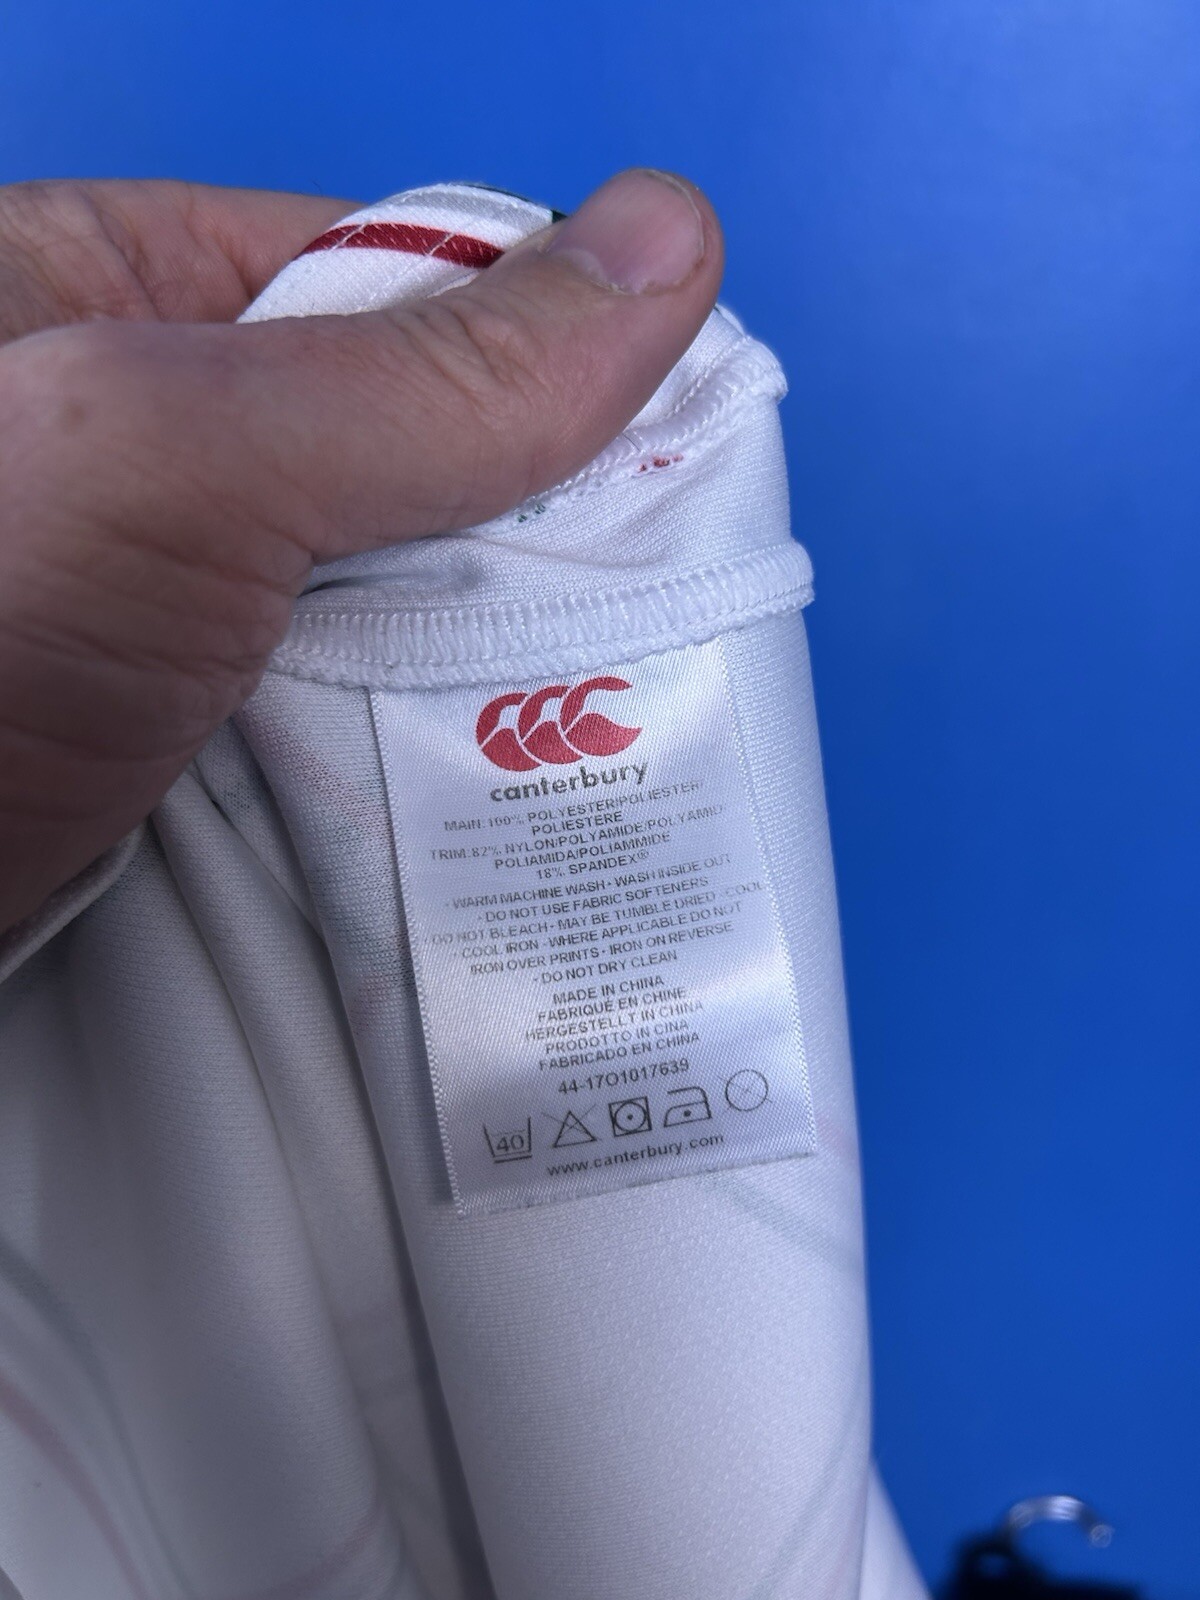 canterbury
MAIN:100% POLYESTER/POLIESTER/
POLIESTERE
TRIM:82% NYLON/POLYAMIDE/POLYAMID
POLIAMIDA/POLIAMMIDE
18% SPANDEX®
- WARM MACHINE WASH - WASH INSIDE OUT
- DO NOT USE FABRIC SOFTENERS
DO NOT BLEACH - MAY BE TUMBLE DRIED - COOL
- COOL IRON - WHERE APPLICABLE DO NOT
IRON OVER PRINTS - IRON ON REVERSE
- DO NOT DRY CLEAN
MADE IN CHINA
FABRIQUÉ EN CHINE
HERGESTELLT IN CHINA
PRODOTTO IN CINA
FABRICADO EN CHINA
44-17O1017639
40
www.canterbury.com